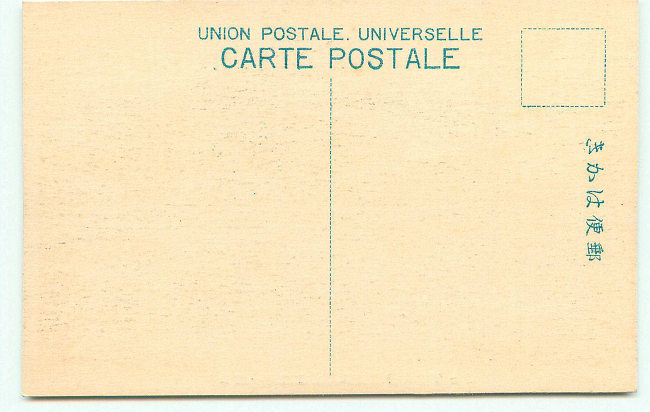 UNION POSTALE. UNIVERSELLE
CARTE POSTALE
郵便はかき